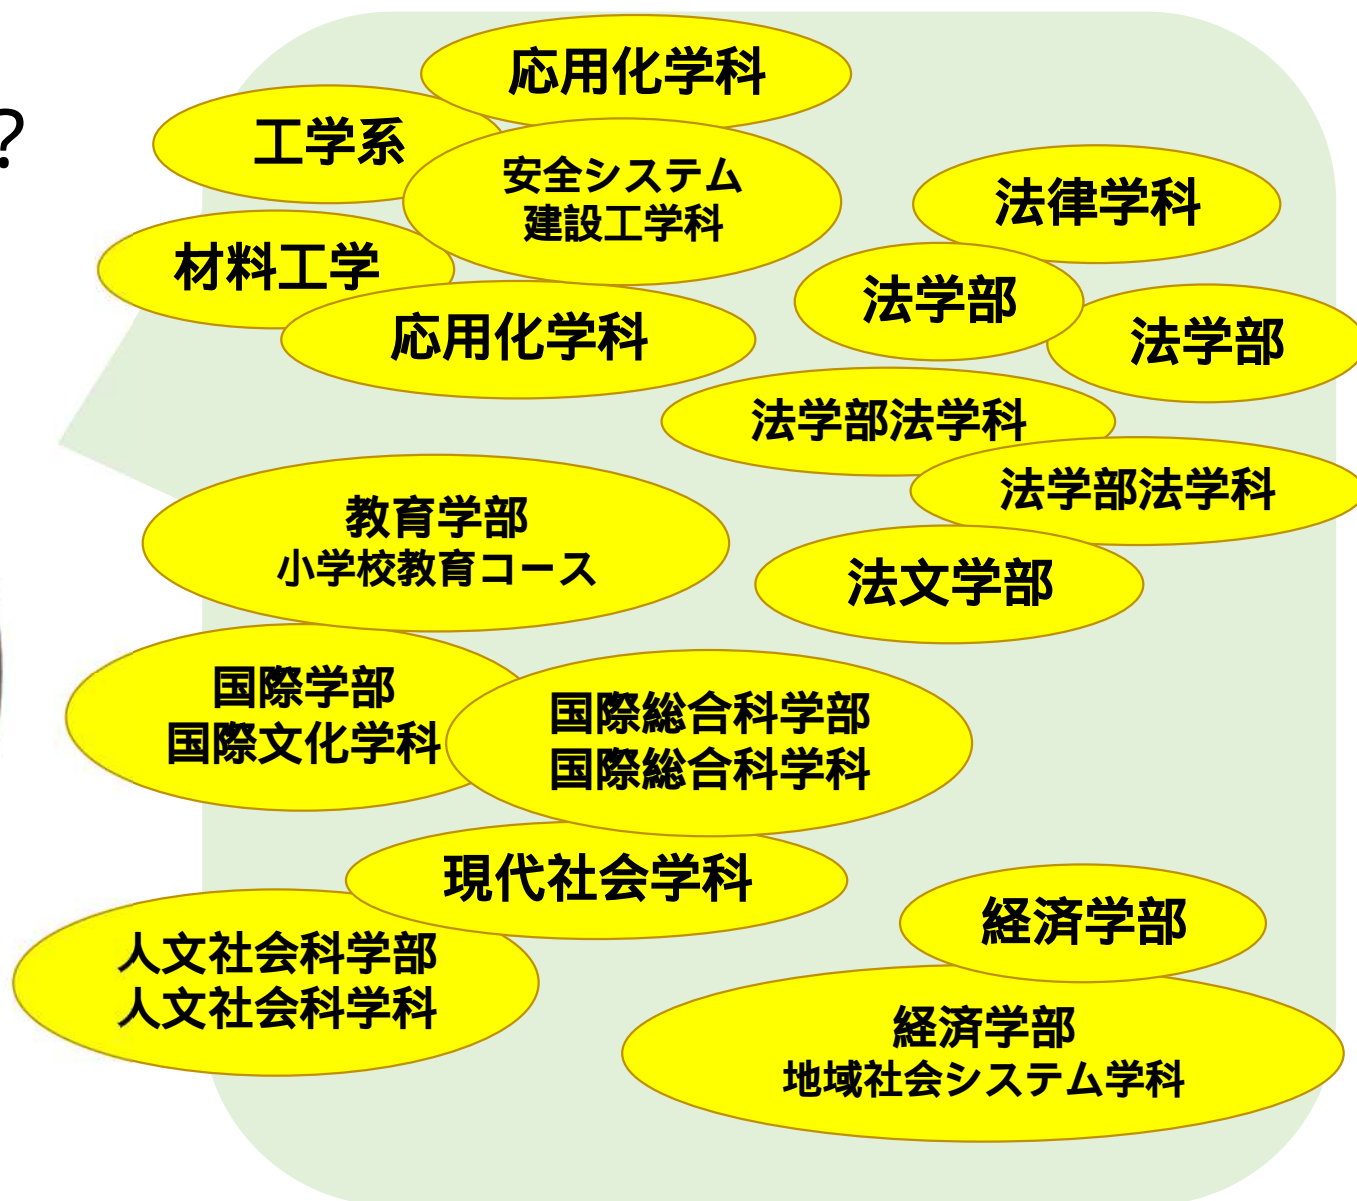 ?
応用化学科
工学系
安全システム
建設工学科
材料工学
応用化学科
法律学科
法学部
法学部
法学部法学科
法学部法学科
法文学部
教育学部
小学校教育コース
国際学部
国際文化学科
国際総合科学部
国際総合科学科
現代社会学科
人文社会科学部
人文社会科学科
経済学部
経済学部
地域社会システム学科